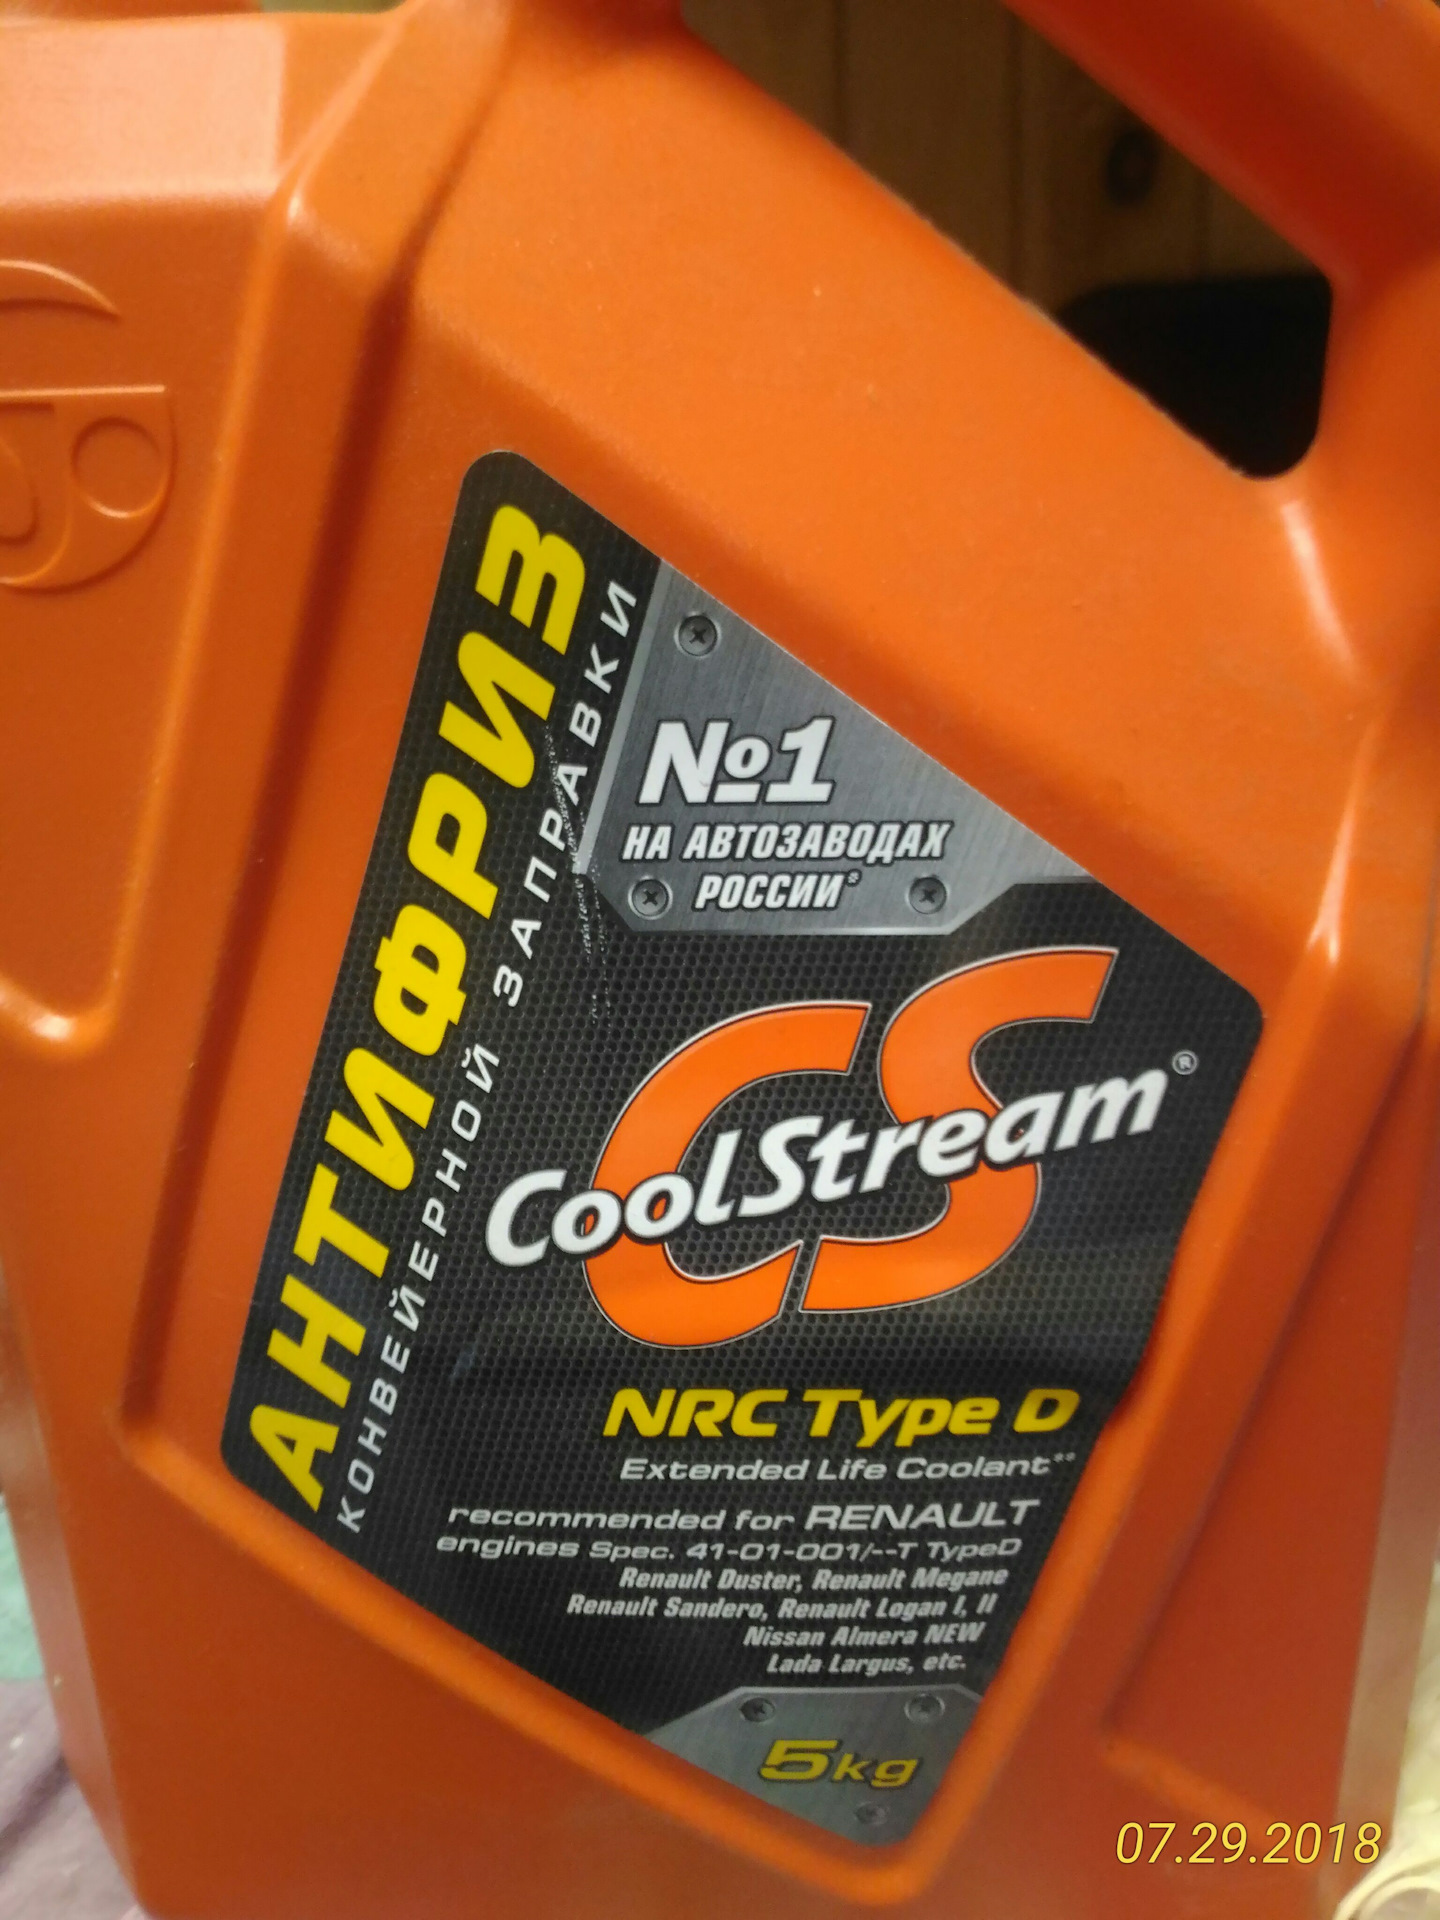 АНТИФРИЗ
КОНВЕЙЕРНОЙ ЗАПРАВКИ
№1
НА АВТОЗАВОДАХ
РОССИИ*
CS
CoolStream®
NRC Type D
Extended Life Coolant**
recommended for RENAULT
engines Spec. 41-01-001/--T TypeD
Renault Duster, Renault Megane
Renault Sandero, Renault Logan I, II
Nissan Almera NEW
Lada Largus, etc.
5kg
07.29.2018